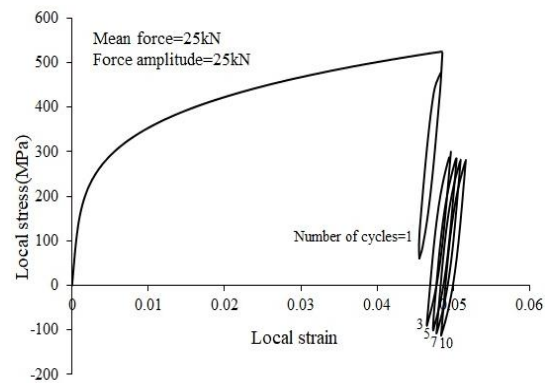 600
Mean force=25kN
Force amplitude=25kN
500
400
300
200
Number of cycles=1
100
0
0 0.01 0.02 0.03 0.04 0.05 0.06
3
5
7 10
-100
-200
Local strain
Local stress(MPa)